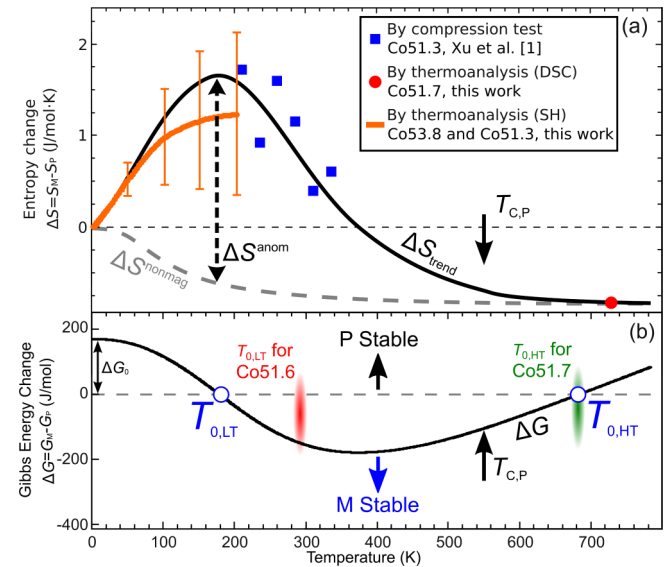 (a)
By compression test
Co51.3, Xu et al. [1]
By thermoanalysis (DSC)
Co51.7, this work
By thermoanalysis (SH)
Co53.8 and Co51.3, this work
Entropy change
ΔS=S_M-S_P (J/mol·K)
2
1
0
T_C,P
ΔS^anom
ΔS_trend
ΔS^nonmag
(b)
Gibbs Energy Change
ΔG=G_M-G_P (J/mol)
200
0
-200
-400
ΔG₀
P Stable
T_0,LT for
Co51.6
T_0,HT for
Co51.7
T_0,LT
T_0,HT
ΔG
T_C,P
M Stable
0 100 200 300 400 500 600 700
Temperature (K)